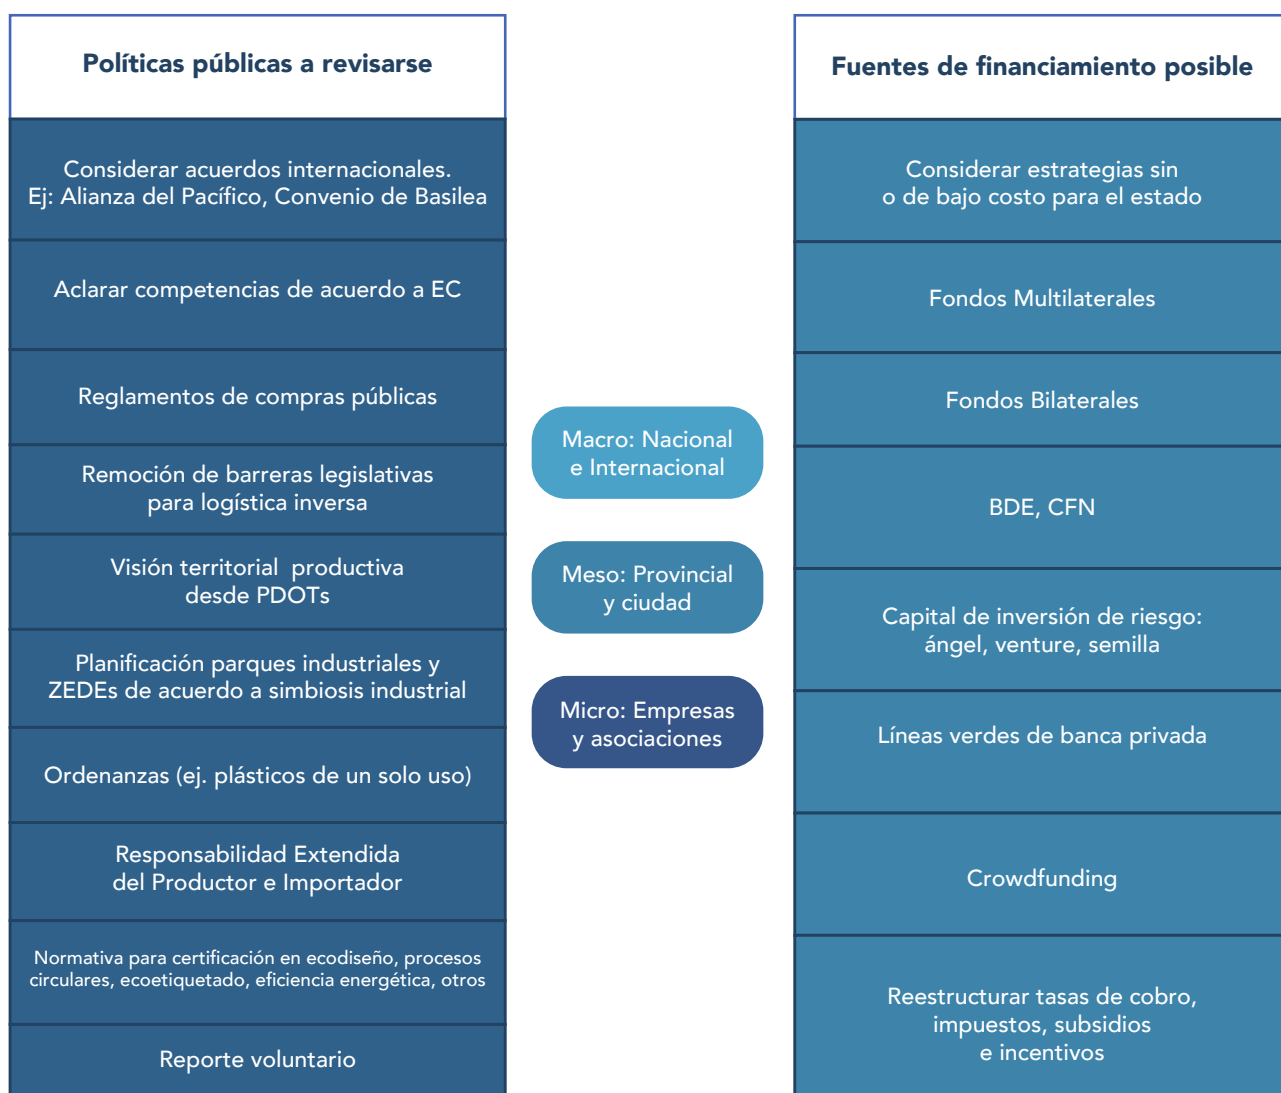 Políticas públicas a revisarse
Considerar acuerdos internacionales.
Ej: Alianza del Pacífico, Convenio de Basilea
Aclarar competencias de acuerdo a EC
Reglamentos de compras públicas
Remoción de barreras legislativas
para logística inversa
Visión territorial productiva
desde PDOTs
Planificación parques industriales y
ZEDEs de acuerdo a simbiosis industrial
Ordenanzas (ej. plásticos de un solo uso)
Responsabilidad Extendida
del Productor e Importador
Normativa para certificación en ecodiseño, procesos
circulares, ecoetiquetado, eficiencia energética, otros
Reporte voluntario
Macro: Nacional
e Internacional
Meso: Provincial
y ciudad
Micro: Empresas
y asociaciones
Fuentes de financiamiento posible
Considerar estrategias sin
o de bajo costo para el estado
Fondos Multilaterales
Fondos Bilaterales
BDE, CFN
Capital de inversión de riesgo:
ángel, venture, semilla
Líneas verdes de banca privada
Crowdfunding
Reestructurar tasas de cobro,
impuestos, subsidios
e incentivos